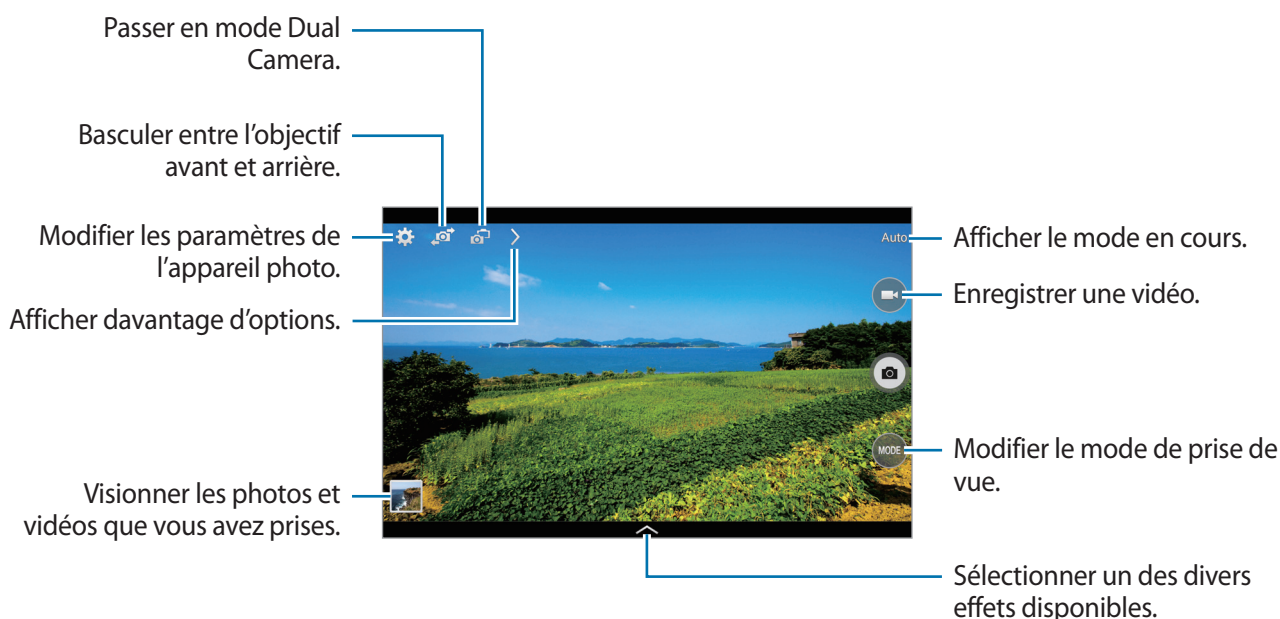 Passer en mode Dual
Camera.
Basculer entre l’objectif
avant et arrière.
Modifier les paramètres de
l’appareil photo.
Afficher davantage d’options.
Visionner les photos et
vidéos que vous avez prises.
Auto
Afficher le mode en cours.
Enregistrer une vidéo.
MODE
Modifier le mode de prise de
vue.
Sélectionner un des divers
effets disponibles.